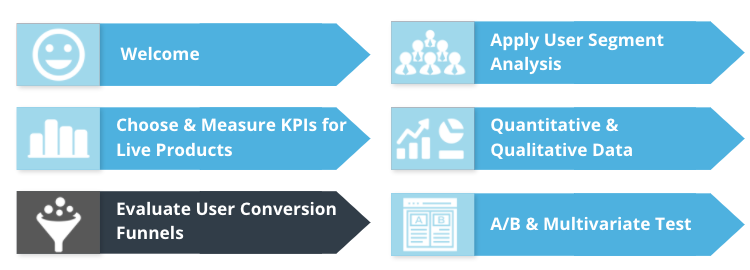 Welcome
Choose & Measure KPIs for
Live Products
Evaluate User Conversion
Funnels
Apply User Segment
Analysis
Quantitative &
Qualitative Data
A B
A/B & Multivariate Test